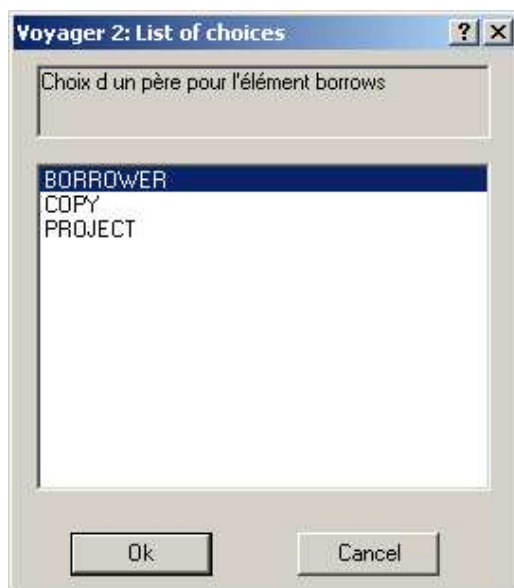 Voyager 2: List of choices
Choix d un père pour l'élément borrows
BORROWER
COPY
PROJECT
Ok
Cancel